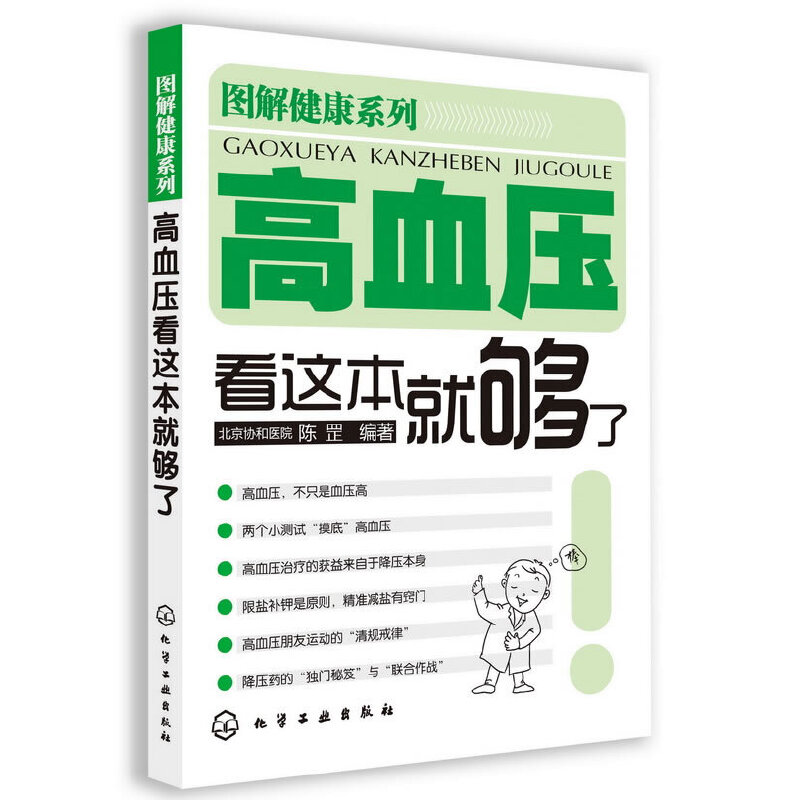 图解健康系列
高血压看这本就够了
化学工业出版社
图解健康系列
GAOXUEYA KANZHEBEN JIUGOULE
高血压
看这本就够了
北京协和医院 陈罡 编著
高血压，不只是血压高
两个小测试“摸底”高血压
高血压治疗的获益来自于降压本身
限盐补钾是原则，精准减盐有窍门
高血压朋友运动的“清规戒律”
降压药的“独门秘笈”与“联合作战”
棒
!
化学工业出版社